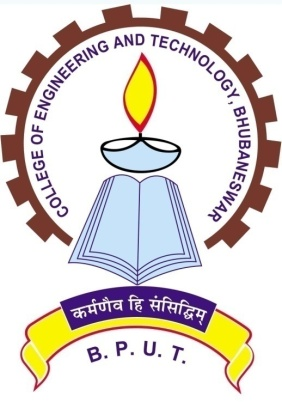 COLLEGE OF ENGINEERING AND TECHNOLOGY, BHUBANESWAR
कर्मणैव हि संसिद्धिम्
B. P. U. T.